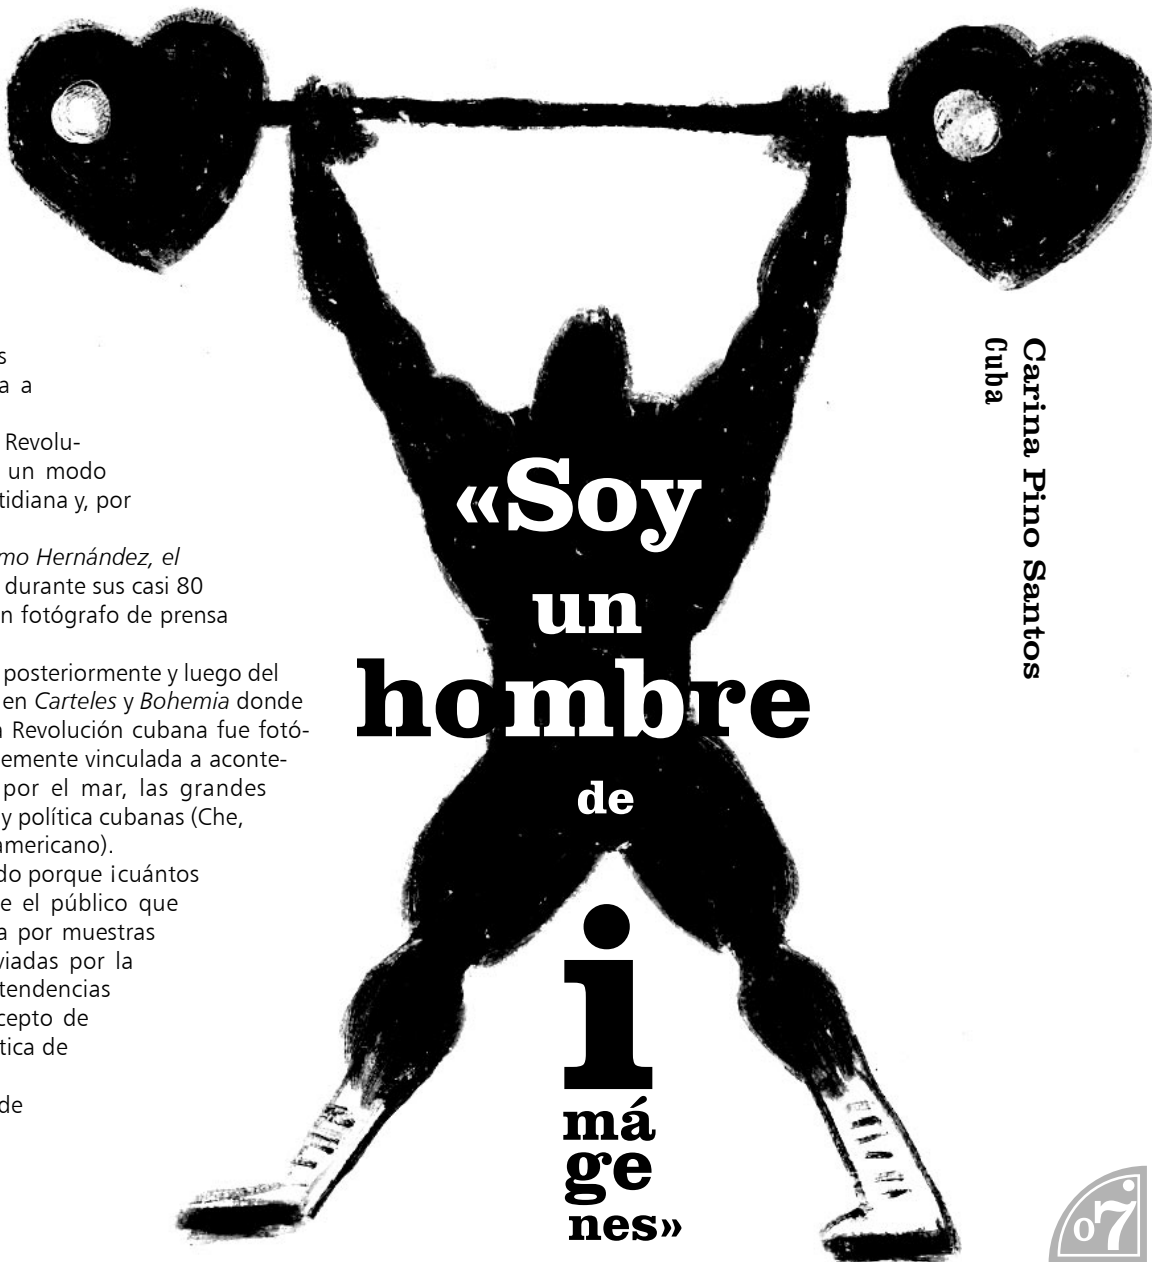 s
a a
Revolu-
un modo
tidiana y, por
mo Hernández, el
durante sus casi 80
n fotógrafo de prensa
posteriormente y luego del
en Carteles y Bohemia donde
a Revolución cubana fue fotó-
emente vinculada a aconte-
por el mar, las grandes
y política cubanas (Che,
americano).
do porque ¡cuántos
e el público que
a por muestras
viadas por la
tendencias
cepto de
tica de
de
«Soy
un
hombre
de
i
má
ge
nes»
Carina Pino Santos
Cuba
07